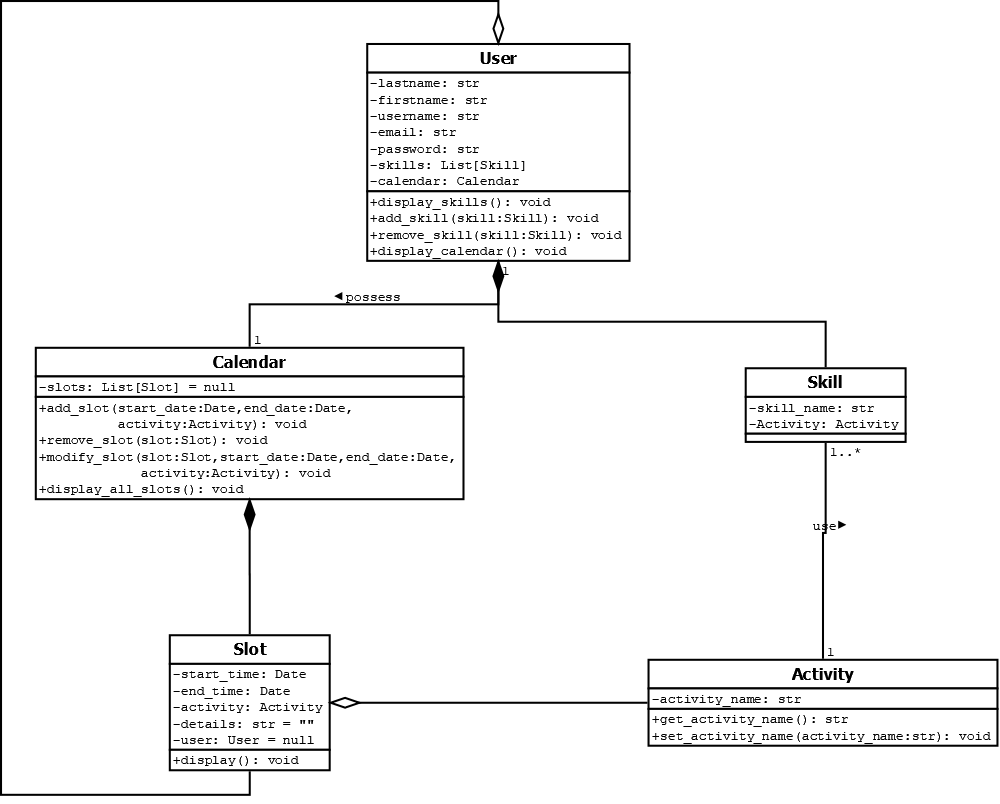 User
-lastname: str
-firstname: str
-username: str
-email: str
-password: str
-skills: List[Skill]
-calendar: Calendar
+display_skills(): void
+add_skill(skill:Skill): void
+remove_skill(skill:Skill): void
+display_calendar(): void
1
◄possess
1
Calendar
-slots: List[Slot] = null
+add_slot(start_date:Date,end_date:Date,
activity:Activity): void
+remove_slot(slot:Slot): void
+modify_slot(slot:Slot,start_date:Date,end_date:Date,
activity:Activity): void
+display_all_slots(): void
Skill
-skill_name: str
-Activity: Activity
1..*
use►
1
Slot
-start_time: Date
-end_time: Date
-activity: Activity
-details: str = ""
-user: User = null
+display(): void
Activity
-activity_name: str
+get_activity_name(): str
+set_activity_name(activity_name:str): void